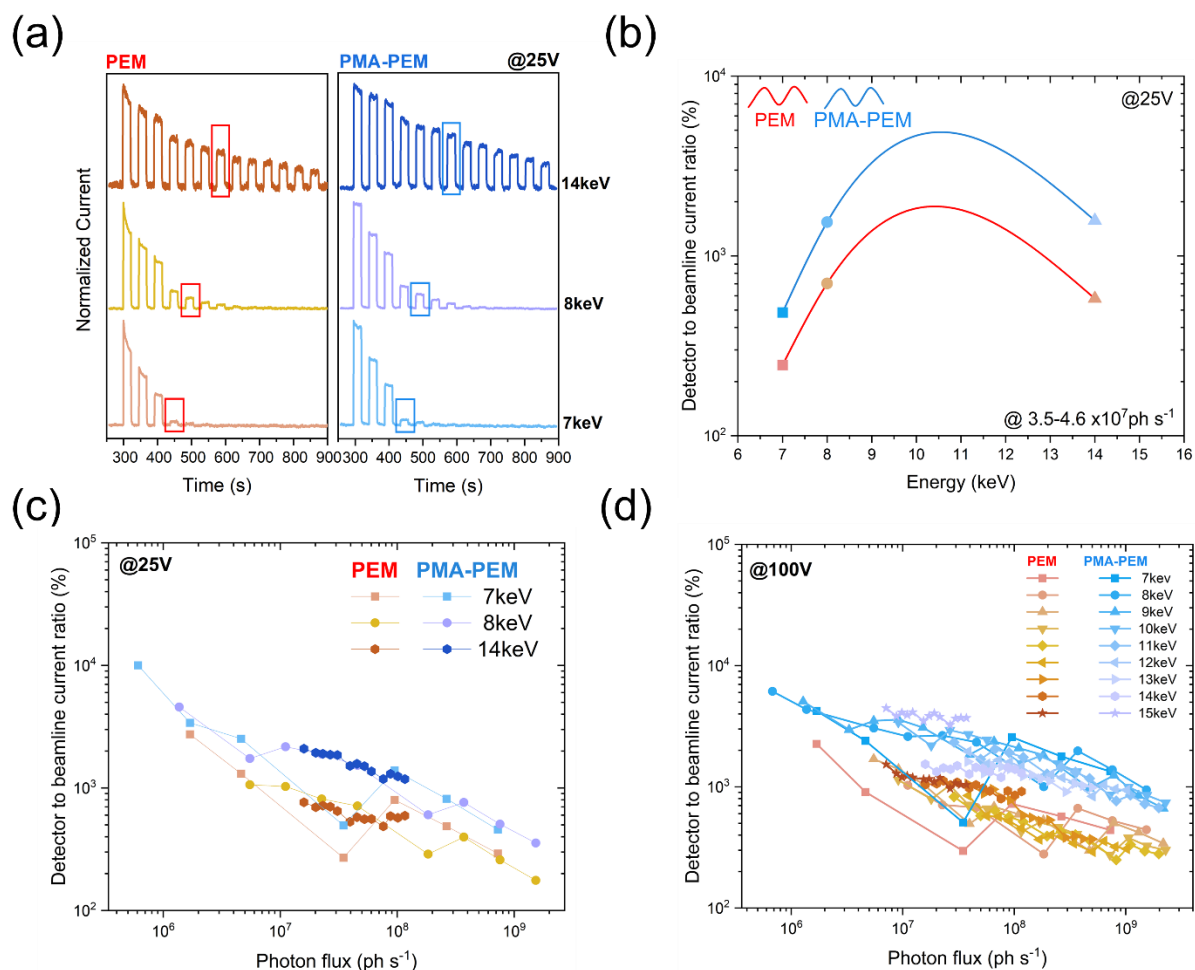 (a)
PEM
PMA-PEM
@25V
Normalized Current
14keV
8keV
7keV
300 400 500 600 700 800 900
300 400 500 600 700 800 900
Time (s)
Time (s)
(b)
Detector to beamline current ratio (%)
10⁴
10³
10²
PEM
PMA-PEM
@25V
@ 3.5-4.6 x10⁷ph s⁻¹
6 7 8 9 10 11 12 13 14 15 16
Energy (keV)
(c)
Detector to beamline current ratio (%)
10⁵
10⁴
10³
10²
@25V
PEM PMA-PEM
7keV
8keV
14keV
10⁶ 10⁷ 10⁸ 10⁹
Photon flux (ph s⁻¹)
(d)
Detector to beamline current ratio (%)
10⁵
10⁴
10³
10²
@100V
PEM PMA-PEM
7kev
8keV
9keV
10keV
11keV
12keV
13keV
14keV
15keV
10⁶ 10⁷ 10⁸ 10⁹
Photon flux (ph s⁻¹)